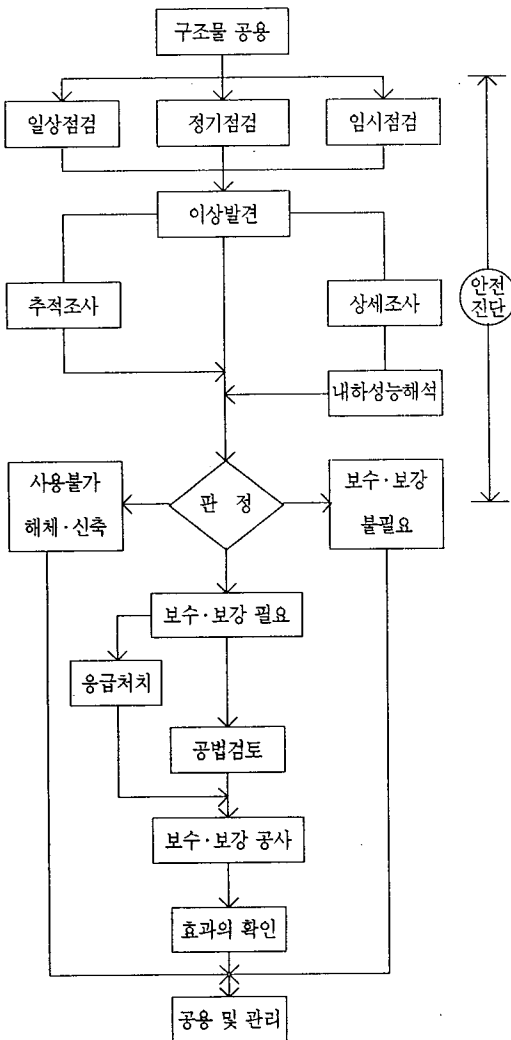 구조물 공용
일상점검
정기점검
임시점검
이상발견
추적조사
상세조사
안전
진단
내하성능해석
사용불가
해체·신축
판 정
보수·보강
불필요
보수·보강 필요
응급처치
공법검토
보수·보강 공사
효과의 확인
공용 및 관리